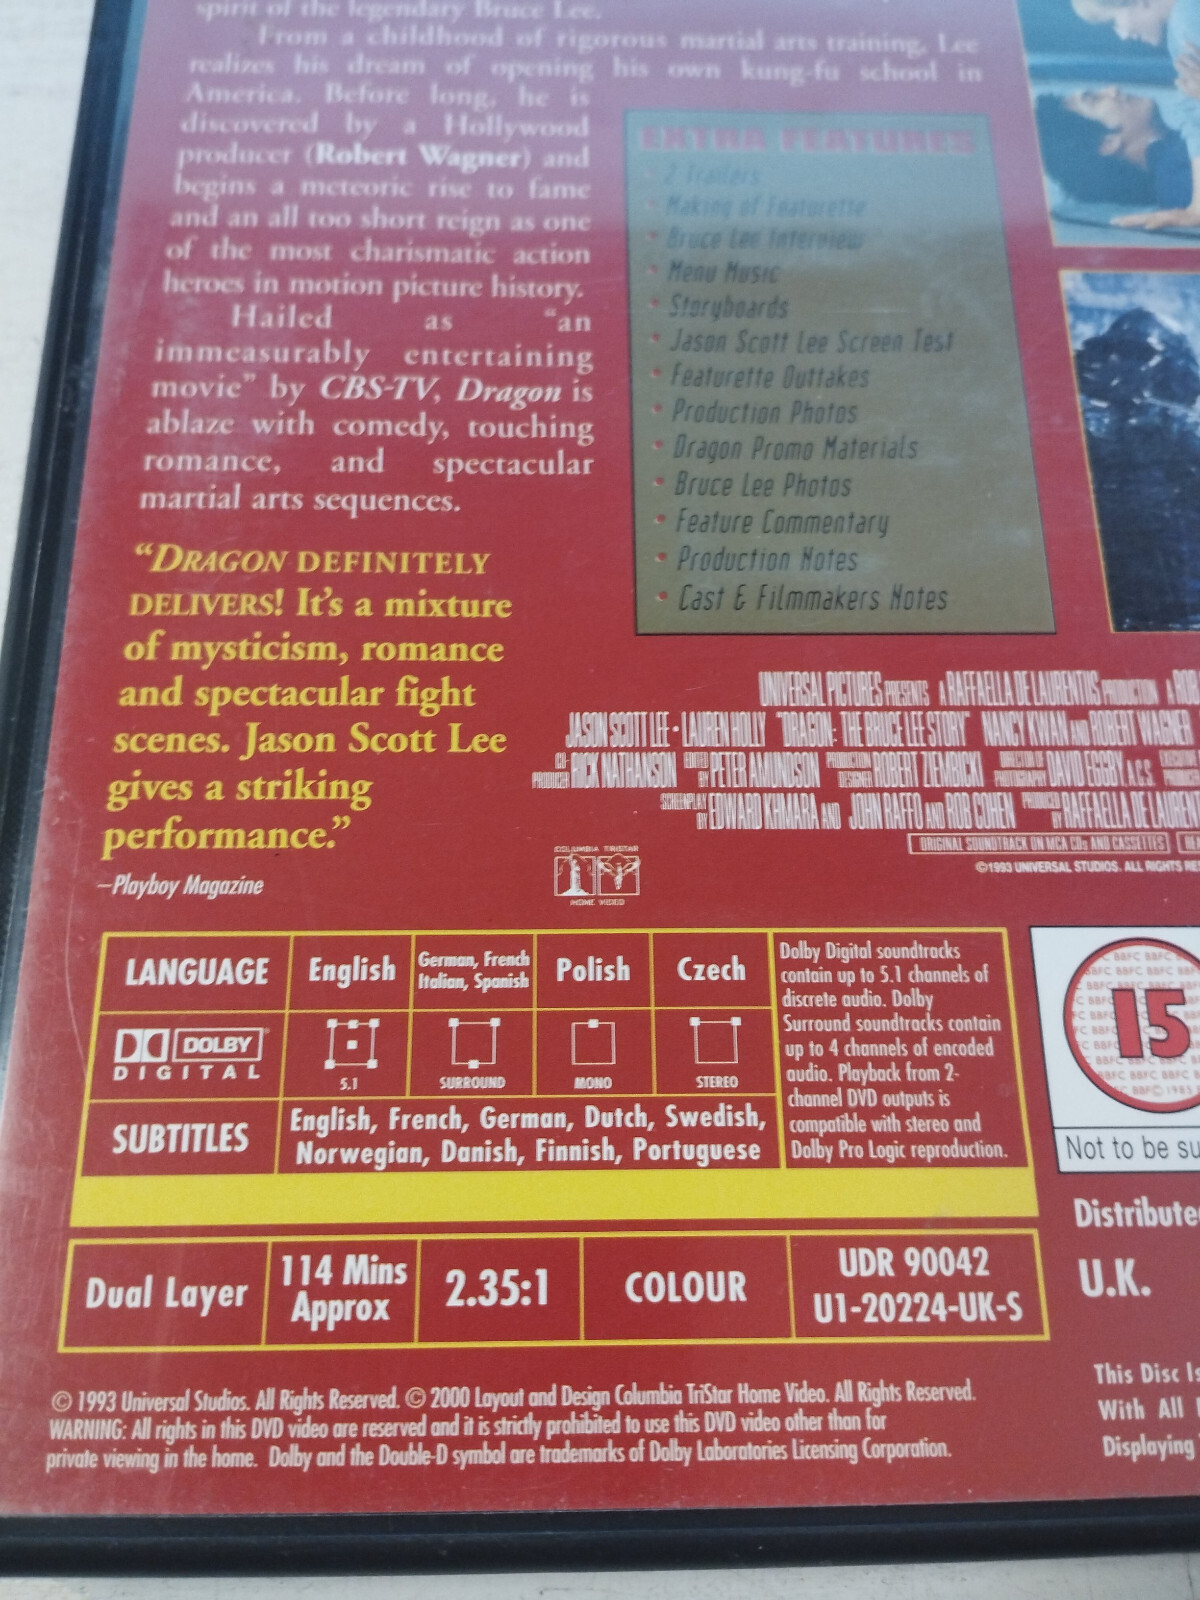 spirit of the legendary Bruce Lee.
From a childhood of rigorous martial arts training, Lee
realizes his dream of opening his own kung-fu school in
America. Before long, he is
discovered by a Hollywood
producer (Robert Wagner) and
begins a meteoric rise to fame
and an all too short reign as one
of the most charismatic action
heroes in motion picture history.
Hailed as "an
immeasurably entertaining
movie" by CBS-TV, Dragon is
ablaze with comedy, touching
romance, and spectacular
martial arts sequences.
"DRAGON DEFINITELY
DELIVERS! It's a mixture
of mysticism, romance
and spectacular fight
scenes. Jason Scott Lee
gives a striking
performance."
–Playboy Magazine
EXTRA FEATURES
• 2 Trailers
• Making of Featurette
• Bruce Lee Interview
• Menu Music
• Storyboards
• Jason Scott Lee Screen Test
• Featurette Outtakes
• Production Photos
• Dragon Promo Materials
• Bruce Lee Photos
• Feature Commentary
• Production Notes
• Cast & Filmmakers Notes
UNIVERSAL PICTURES PRESENTS A RAFFAELLA DE LAURENTIIS PRODUCTION A
JASON SCOTT LEE • LAUREN HOLLY "DRAGON: THE BRUCE LEE STORY" NANCY KWAN AND ROBERT WAGNER
CO-PRODUCER RICK NATHANSON EDITED BY PETER AMUNDSON PRODUCTION DESIGNER ROBERT ZIEMBICKI DIRECTOR OF PHOTOGRAPHY DAVID EGGBY, A.C.S.
SCREENPLAY BY EDWARD KHMARA AND JOHN RAFFO AND ROB COHEN PRODUCED BY RAFFAELLA DE LAUREN
ORIGINAL SOUNDTRACK ON MCA CDs AND CASSETTES
©1993 UNIVERSAL STUDIOS. ALL RIGHTS RE
COLUMBIA TRISTAR
HOME VIDEO
LANGUAGE English German, French Italian, Spanish Polish Czech
DOLBY DIGITAL 5.1 SURROUND MONO STEREO
SUBTITLES English, French, German, Dutch, Swedish,
Norwegian, Danish, Finnish, Portuguese
Dolby Digital soundtracks
contain up to 5.1 channels of
discrete audio. Dolby
Surround soundtracks contain
up to 4 channels of encoded
audio. Playback from 2-
channel DVD outputs is
compatible with stereo and
Dolby Pro Logic reproduction.
15
Not to be su
Distribute
U.K.
Dual Layer 114 Mins Approx 2.35:1 COLOUR UDR 90042
U1-20224-UK-S
This Disc Is
With All
Displaying
© 1993 Universal Studios. All Rights Reserved. © 2000 Layout and Design Columbia TriStar Home Video. All Rights Reserved.
WARNING: All rights in this DVD video are reserved and it is strictly prohibited to use this DVD video other than for
private viewing in the home. Dolby and the Double-D symbol are trademarks of Dolby Laboratories Licensing Corporation.